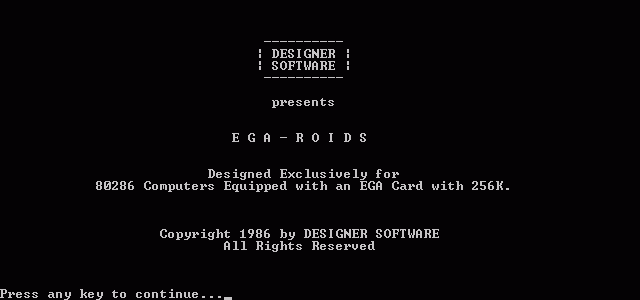 ----------
¦ DESIGNER ¦
¦ SOFTWARE ¦
----------
presents
E G A - R O I D S
Designed Exclusively for
80286 Computers Equipped with an EGA Card with 256K.
Copyright 1986 by DESIGNER SOFTWARE
All Rights Reserved
Press any key to continue..._